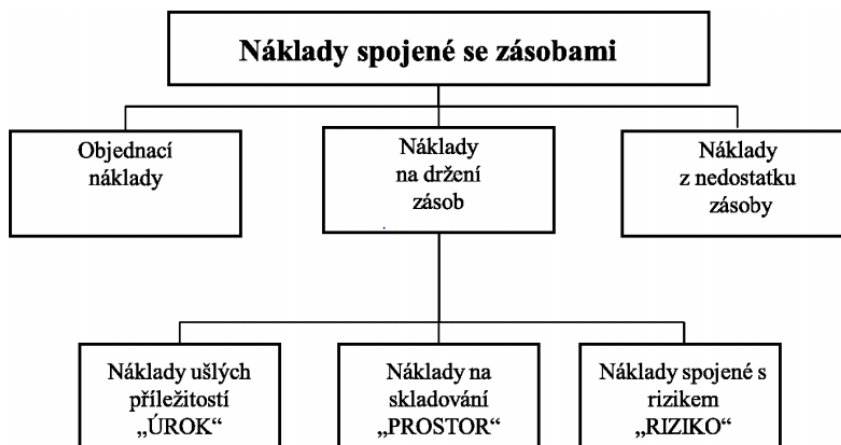 Náklady spojené se zásobami
Objednací
náklady
Náklady
na držení
zásob
Náklady
z nedostatku
zásoby
Náklady ušlých
příležitostí
„ÚROK“
Náklady na
skladování
„PROSTOR“
Náklady spojené s
rizikem
„RIZIKO“